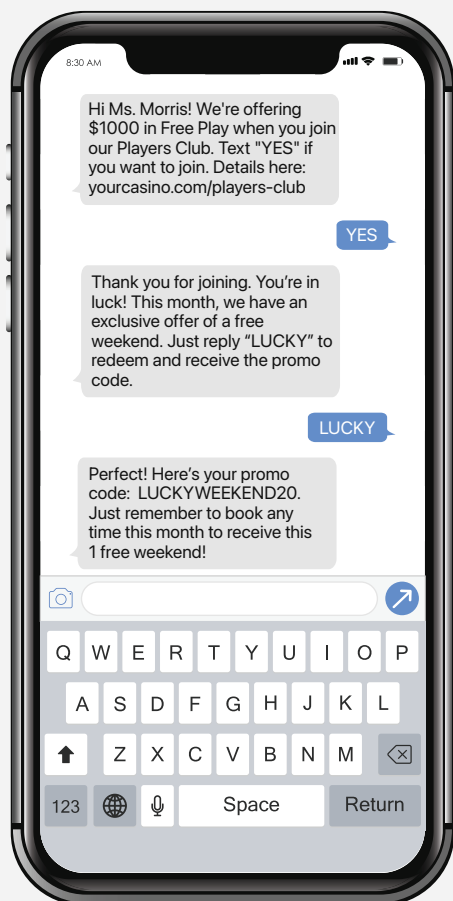 8:30 AM
Hi Ms. Morris! We're offering
$1000 in Free Play when you join
our Players Club. Text "YES" if
you want to join. Details here:
yourcasino.com/players-club
YES
Thank you for joining. You’re in
luck! This month, we have an
exclusive offer of a free
weekend. Just reply “LUCKY” to
redeem and receive the promo
code.
LUCKY
Perfect! Here’s your promo
code:  LUCKYWEEKEND20.
Just remember to book any
time this month to receive this
1 free weekend!
Q W E R T Y U I O P
A S D F G H J K L
Z X C V B N M
123 Space Return